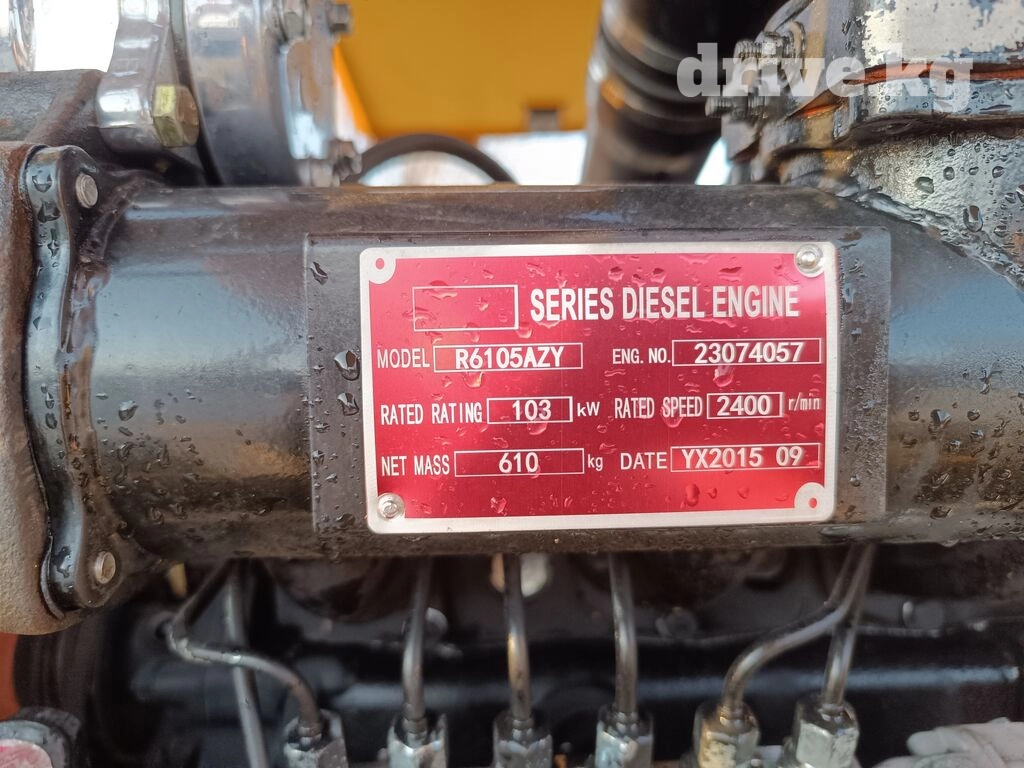 drive.kg
SERIES DIESEL ENGINE
MODEL R6105AZY ENG. NO. 23074057
RATED RATING 103 kW RATED SPEED 2400 r/min
NET MASS 610 kg DATE YX2015 09